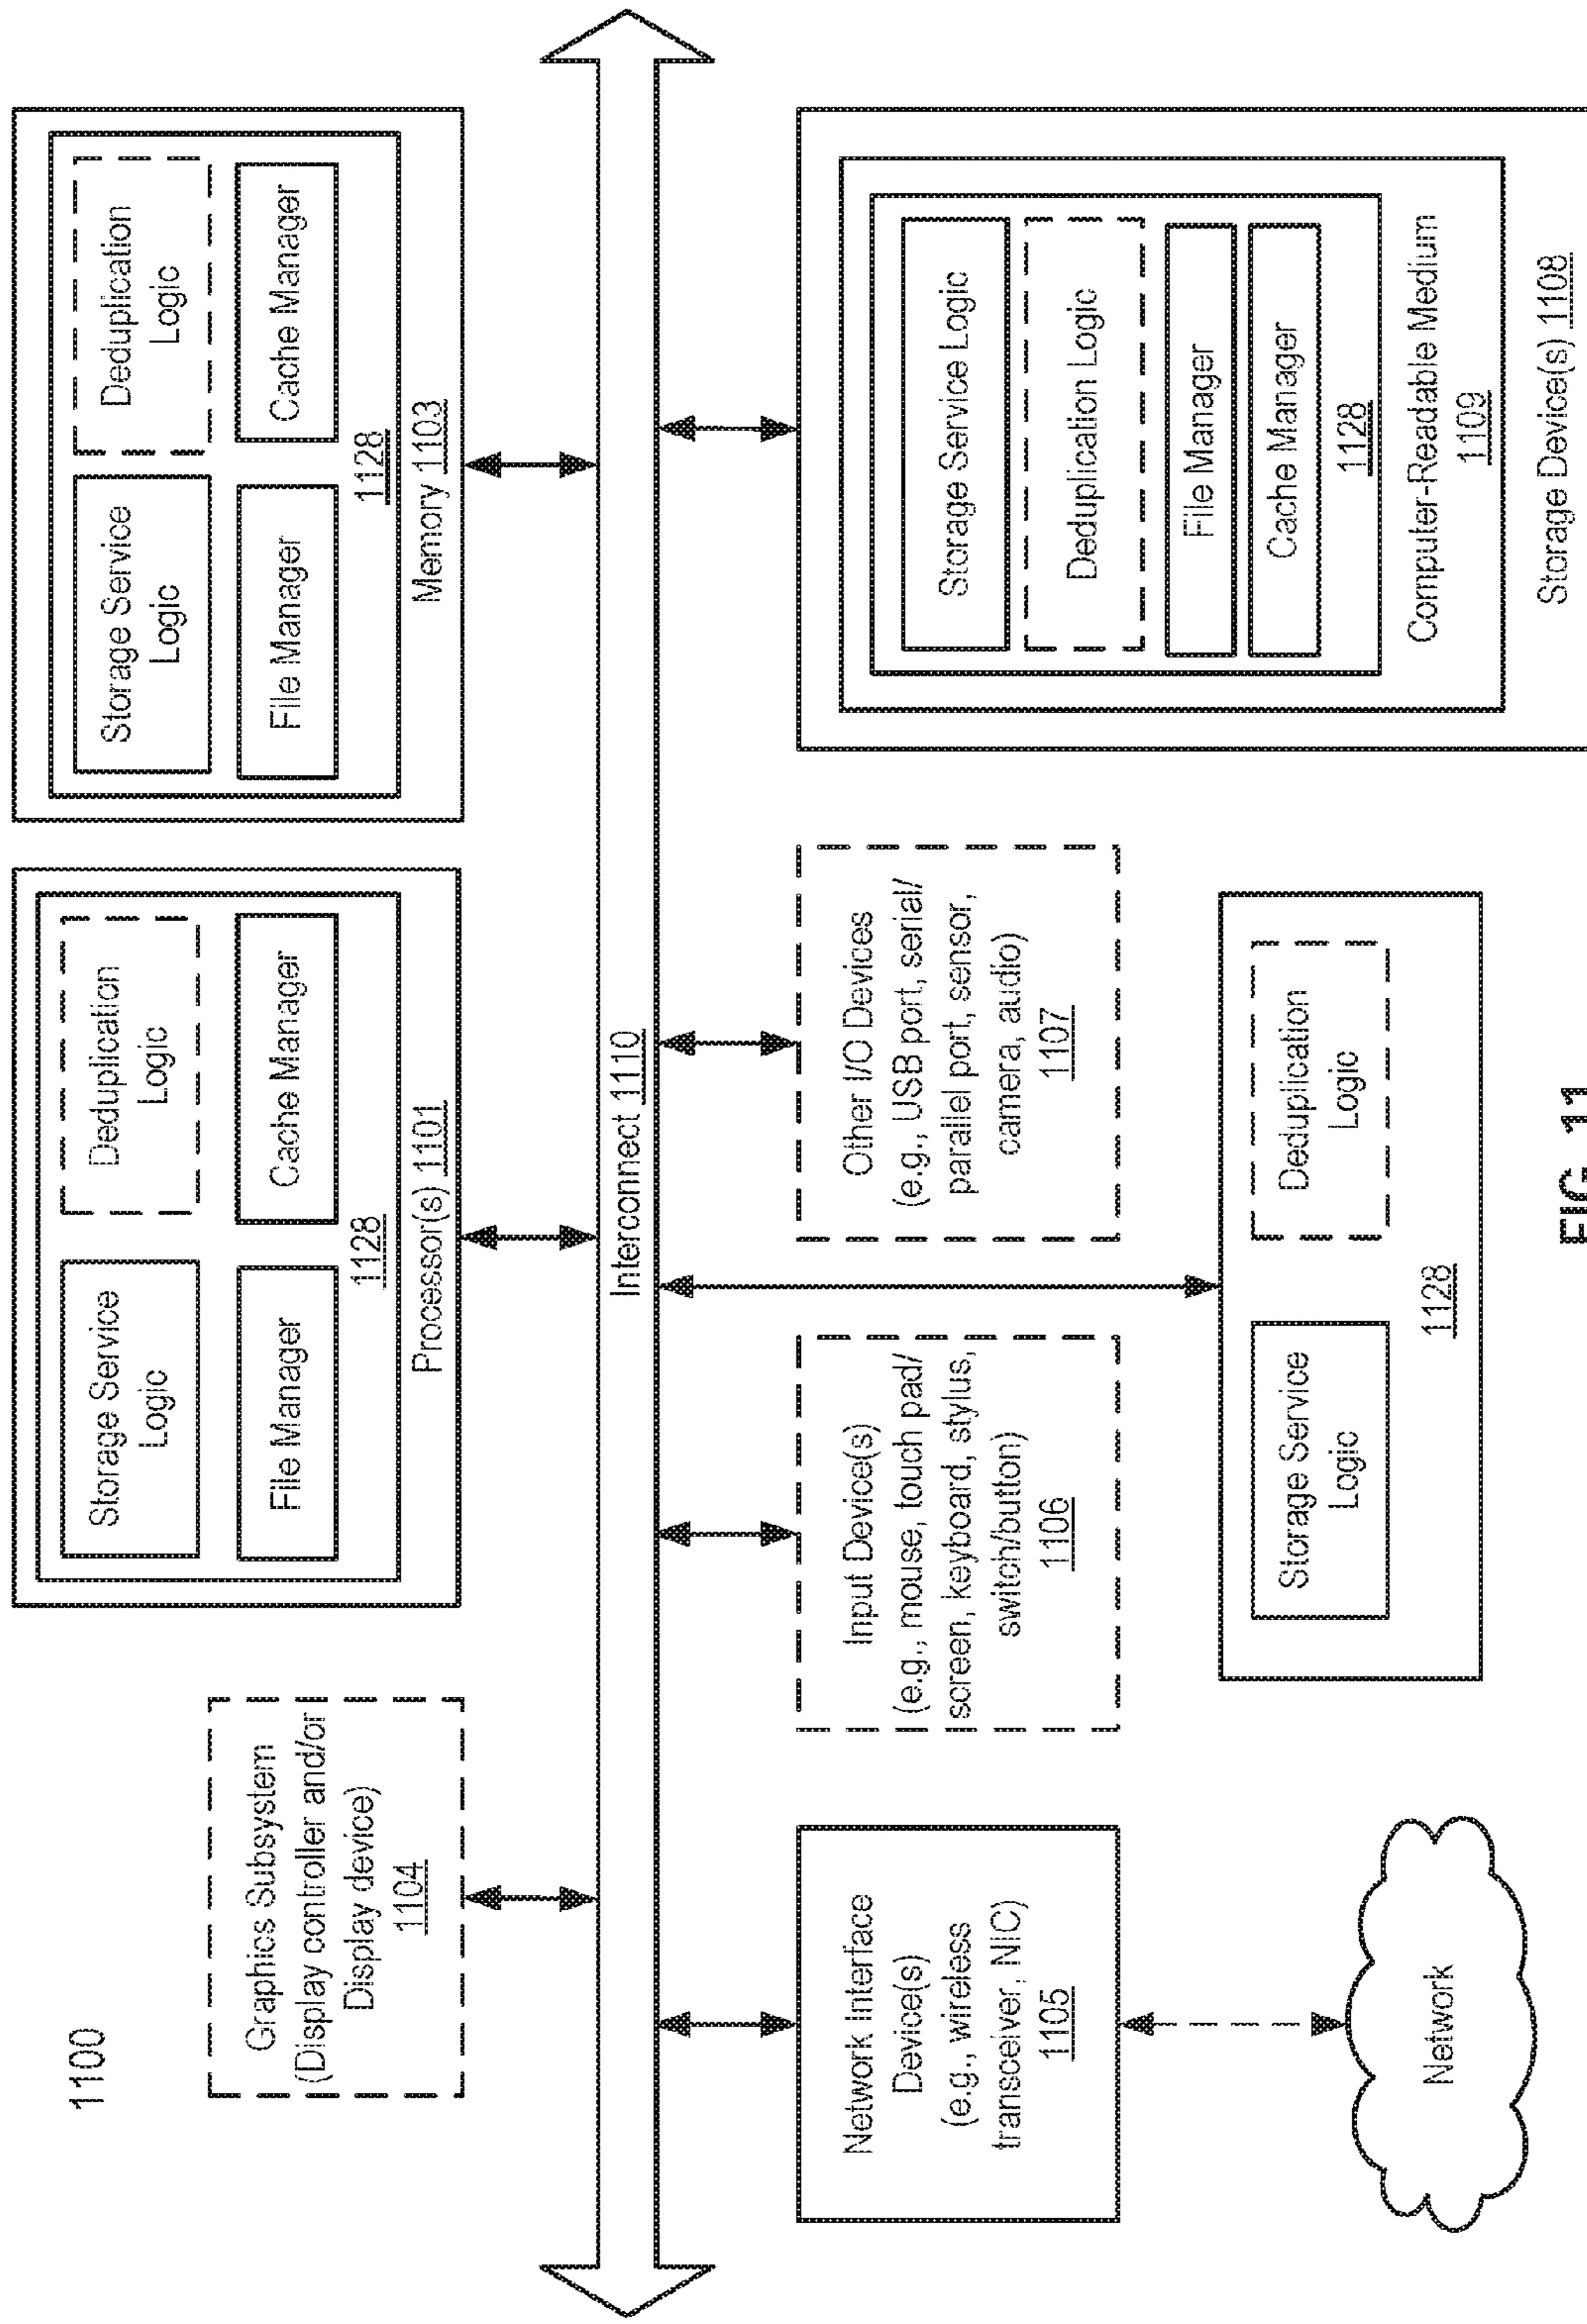 1100
Graphics Subsystem
(Display controller and/or
Display device)
1104
Storage Service
Logic
Deduplication
Logic
File Manager
Cache Manager
1128
Processor(s) 1101
Storage Service
Logic
Deduplication
Logic
File Manager
Cache Manager
1128
Memory 1103
Interconnect 1110
Network Interface
Device(s)
(e.g., wireless
transceiver, NIC)
1105
Input Device(s)
(e.g., mouse, touch pad/
screen, keyboard, stylus,
switch/button)
1106
Other I/O Devices
(e.g., USB port, serial/
parallel port, sensor,
camera, audio)
1107
Storage Service Logic
Deduplication Logic
File Manager
Cache Manager
1128
Computer-Readable Medium
1109
Storage Device(s) 1108
Network
Storage Service
Logic
Deduplication
Logic
1128
FIG. 11